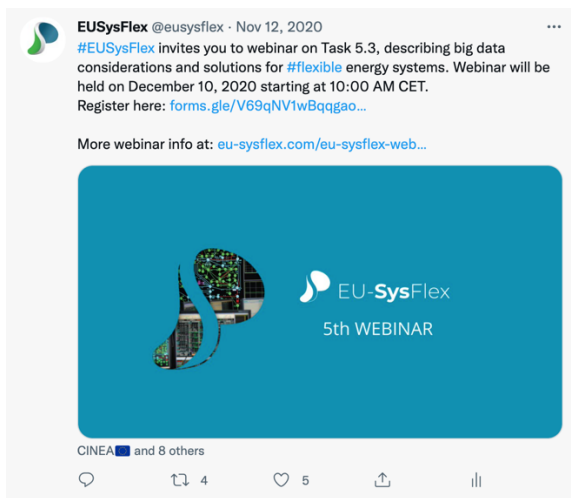 EUSysFlex @eusysflex · Nov 12, 2020
#EUSysFlex invites you to webinar on Task 5.3, describing big data
considerations and solutions for #flexible energy systems. Webinar will be
held on December 10, 2020 starting at 10:00 AM CET.
Register here: forms.gle/V69qNV1wBqqgao...
More webinar info at: eu-sysflex.com/eu-sysflex-web...
EU-SysFlex
5th WEBINAR
CINEA🇪🇺 and 8 others
4 5